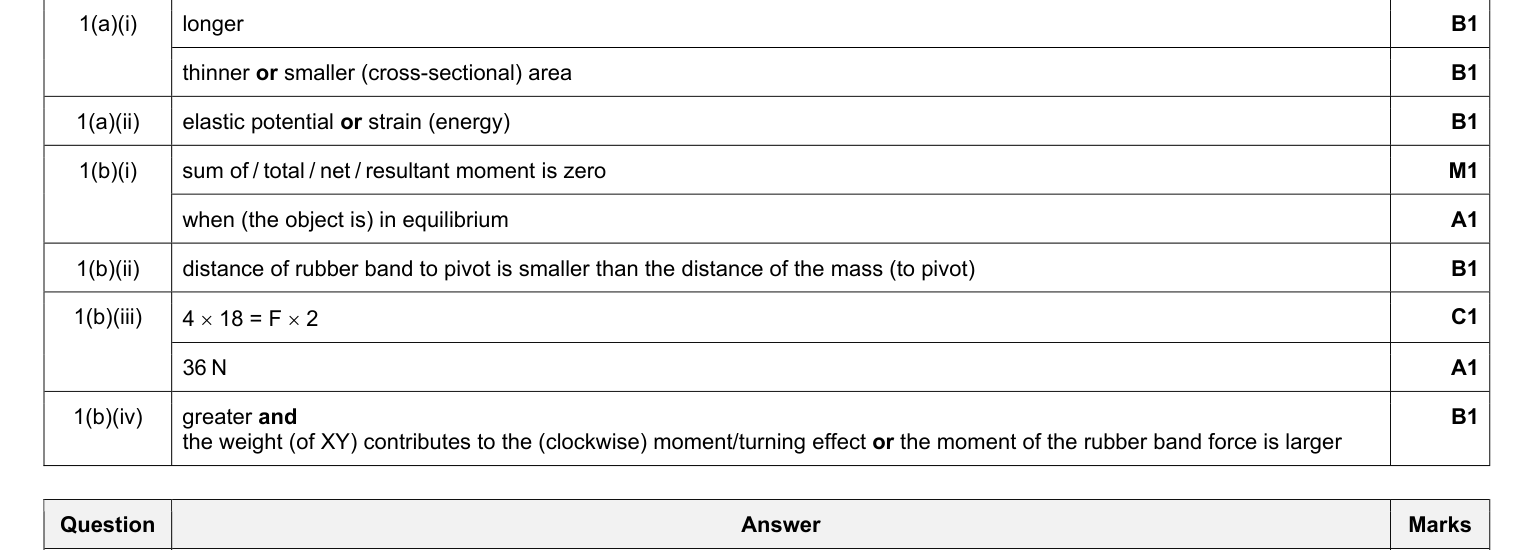 1(a)(i) longer B1
thinner or smaller (cross-sectional) area B1
1(a)(ii) elastic potential or strain (energy) B1
1(b)(i) sum of / total / net / resultant moment is zero M1
when (the object is) in equilibrium A1
1(b)(ii) distance of rubber band to pivot is smaller than the distance of the mass (to pivot) B1
1(b)(iii) 4 × 18 = F × 2 C1
36 N A1
1(b)(iv) greater and B1
the weight (of XY) contributes to the (clockwise) moment/turning effect or the moment of the rubber band force is larger
Question Answer Marks